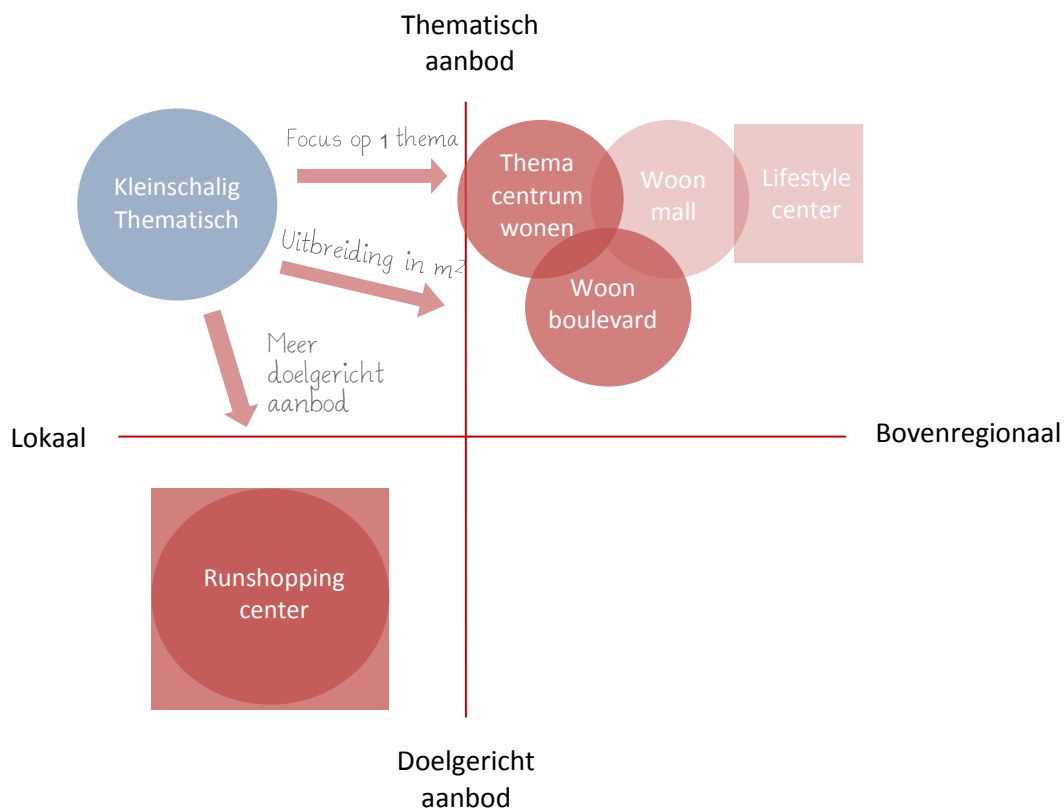 Thematisch
aanbod
Focus op 1 thema
Kleinschalig
Thematisch
Thema
centrum
wonen
Woon
mall
Lifestyle
center
Uitbreiding in m²
Woon
boulevard
Meer
doelgericht
aanbod
Lokaal
Bovenregionaal
Runshopping
center
Doelgericht
aanbod